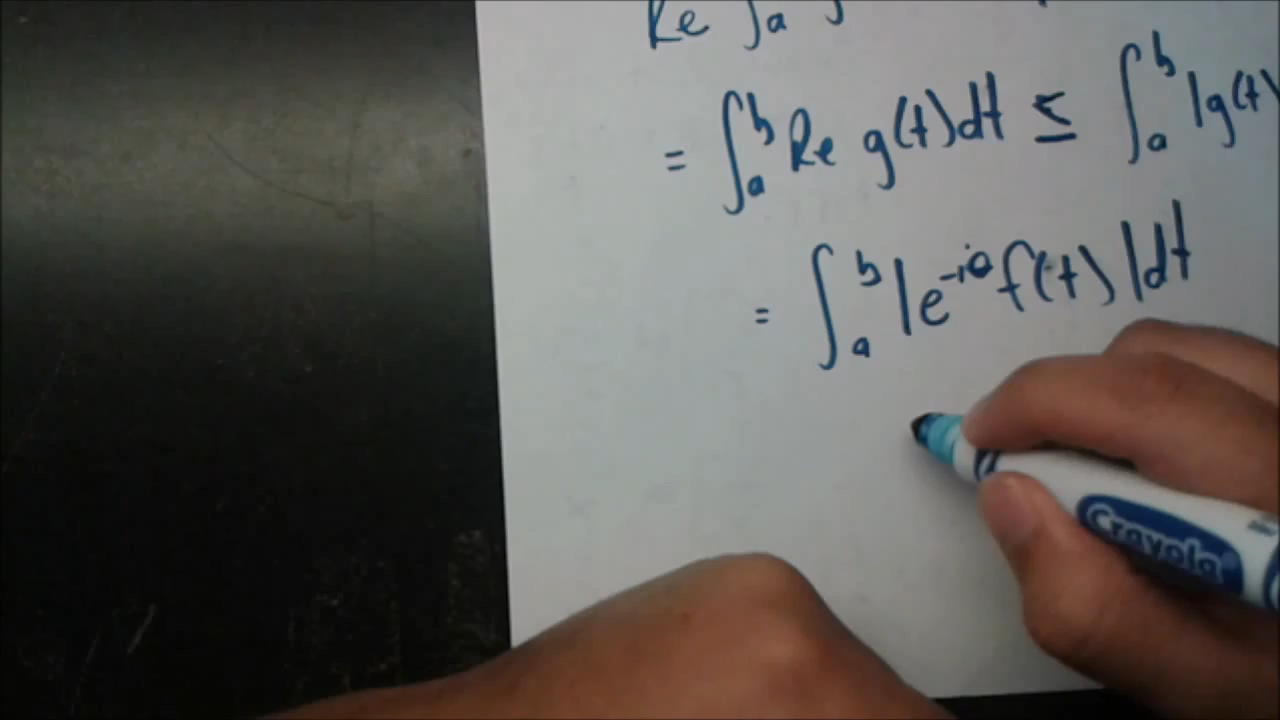 Re ∫ₐ
= ∫ₐᵇ Re g(t)dt ≤ ∫ₐᵇ |g(t)
= ∫ₐᵇ |e^{-iθ} f(t)|dt
Crayola